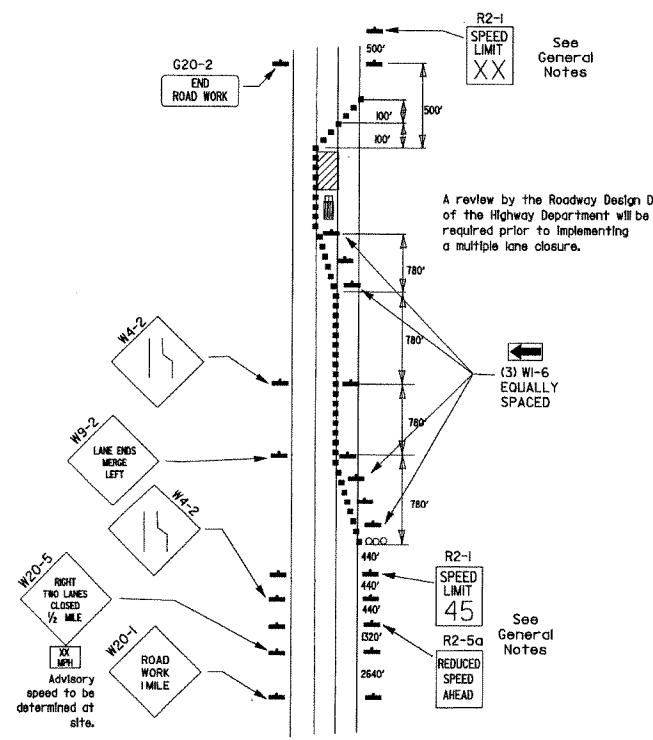 R2-1
SPEED
LIMIT
XX
See
General
Notes
500'
G20-2
END
ROAD WORK
500'
100'
100'
A review by the Roadway Design D
of the Highway Department will be
required prior to implementing
a multiple lane closure.
780'
780'
W4-2
(3) W1-6
EQUALLY
SPACED
780'
W9-2
LANE ENDS
MERGE
LEFT
780'
W4-2
440'
R2-1
SPEED
LIMIT
45
440'
W20-5
RIGHT
TWO LANES
CLOSED
1/2 MILE
440'
See
General
Notes
1320'
R2-5a
REDUCED
SPEED
AHEAD
XX
MPH
Advisory
speed to be
determined at
site.
W20-1
ROAD
WORK
1 MILE
2640'